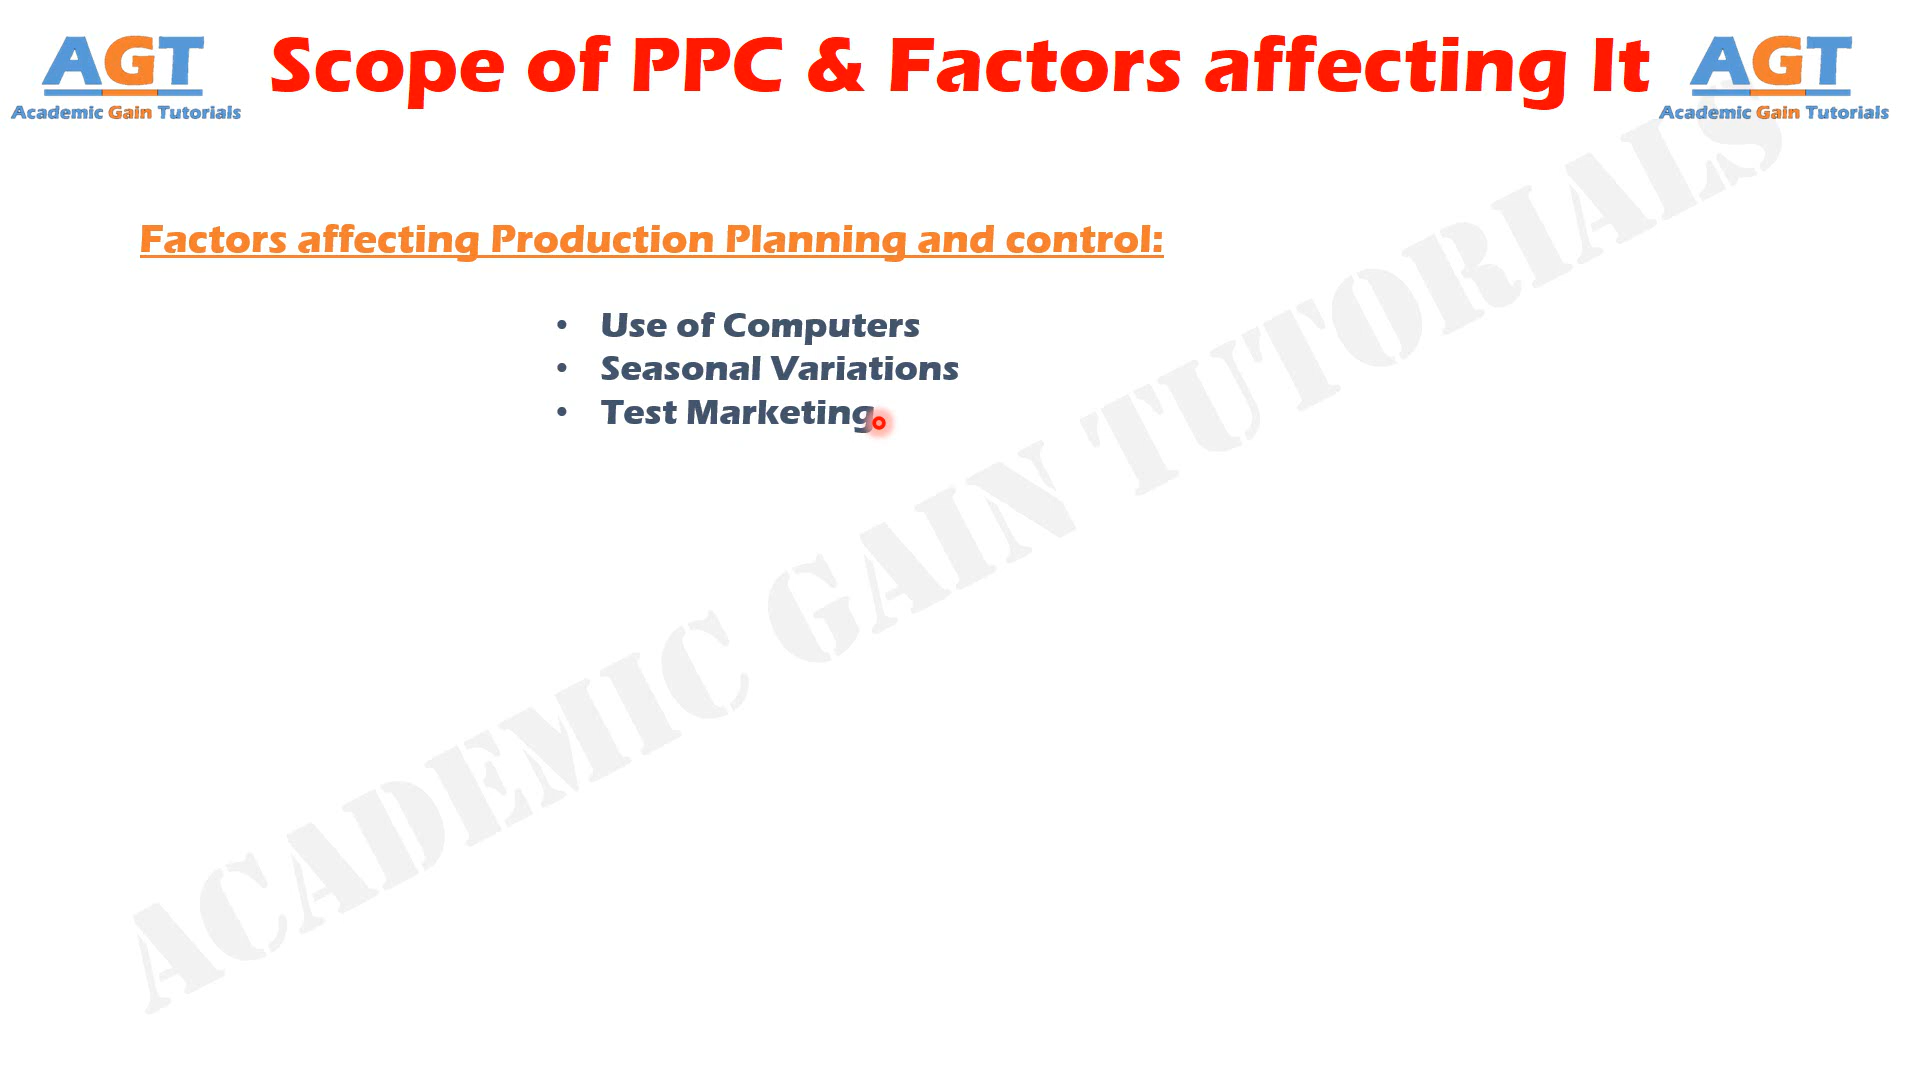 AGT
Academic Gain Tutorials
Scope of PPC & Factors affecting It
AGT
Academic Gain Tutorials
Factors affecting Production Planning and control:
• Use of Computers
• Seasonal Variations
• Test Marketing
ACADEMIC GAIN TUTORIALS